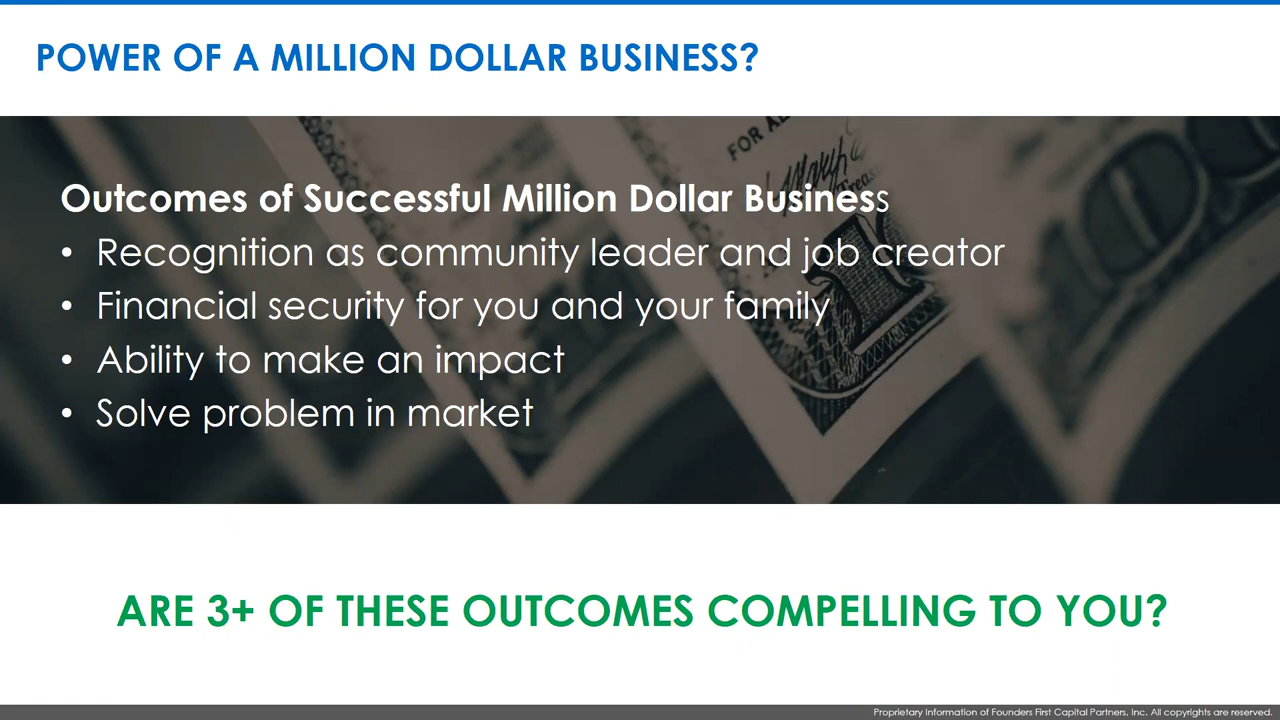 POWER OF A MILLION DOLLAR BUSINESS?
FOR AL
Outcomes of Successful Million Dollar Business
• Recognition as community leader and job creator
• Financial security for you and your family
• Ability to make an impact
• Solve problem in market
ARE 3+ OF THESE OUTCOMES COMPELLING TO YOU?
Proprietary Information of Founders First Capital Partners, Inc. All copyrights are reserved.